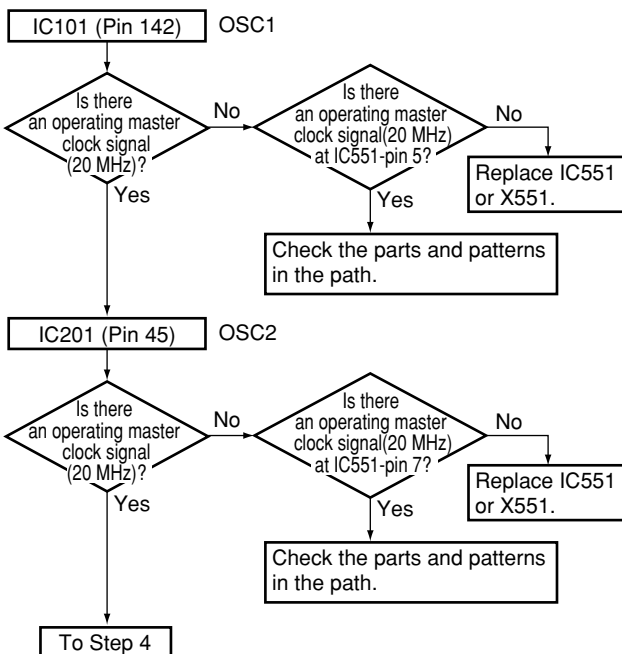 IC101 (Pin 142)
OSC1
Is there
an operating master
clock signal
(20 MHz)?
No
Yes
Is there
an operating master
clock signal(20 MHz)
at IC551-pin 5?
No
Yes
Replace IC551
or X551.
Check the parts and patterns
in the path.
IC201 (Pin 45)
OSC2
Is there
an operating master
clock signal
(20 MHz)?
No
Yes
Is there
an operating master
clock signal(20 MHz)
at IC551-pin 7?
No
Yes
Replace IC551
or X551.
Check the parts and patterns
in the path.
To Step 4